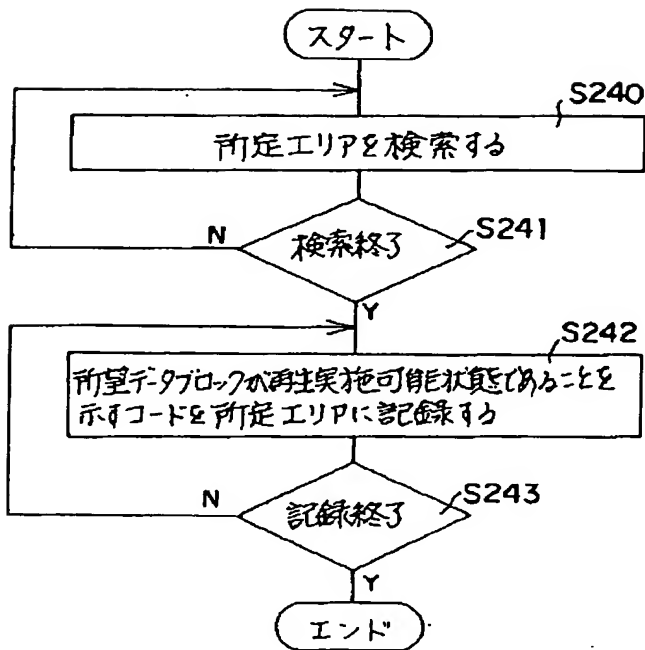 スタート
S240
所定エリアを検索する
N
検索終了
S241
Y
S242
所望データブロックが再生実施可能状態であることを
示すコードを所定エリアに記録する
N
記録終了
S243
Y
エンド